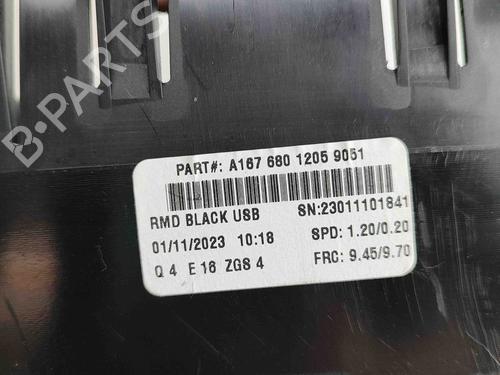 B-PARTS
PART#: A167 680 1205 9051
RMD BLACK USB SN:23011101841
01/11/2023 10:18 SPD: 1.20/0.20
Q 4 E 16 ZGS 4 FRC: 9.45/9.70